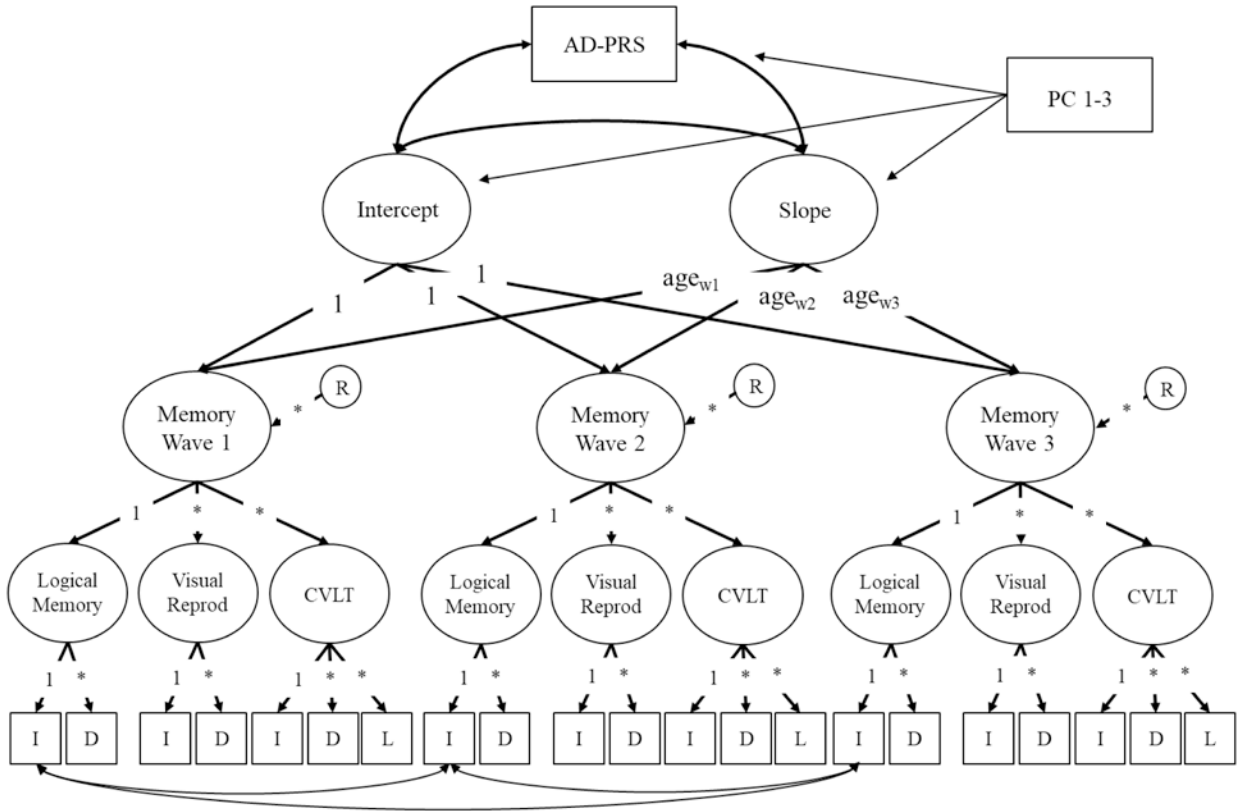 AD-PRS
PC 1-3
Intercept
Slope
1
1
1
age_w1
age_w2
age_w3
R
R
R
*
*
*
Memory
Wave 1
Memory
Wave 2
Memory
Wave 3
1 * *
1 * *
1 * *
Logical
Memory
Visual
Reprod
CVLT
Logical
Memory
Visual
Reprod
CVLT
Logical
Memory
Visual
Reprod
CVLT
1 * 1 * 1 * *
1 * 1 * 1 * *
1 * 1 * 1 * *
I D I D I D L
I D I D I D L
I D I D I D L